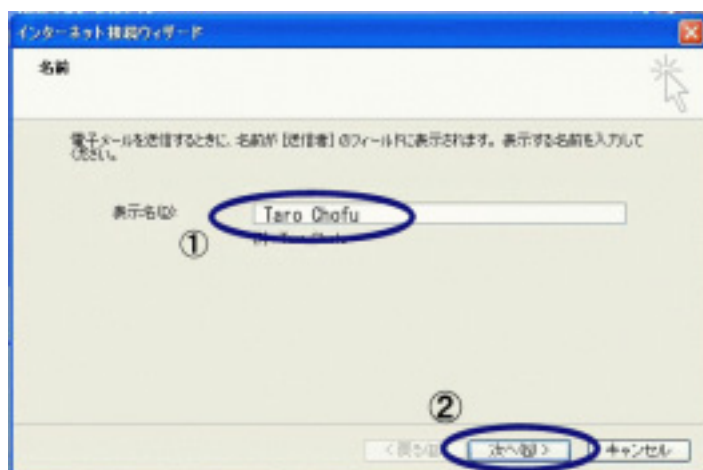 インターネット接続ウィザード
名前
電子メールを送信するときに、名前が [送信者] のフィールドに表示されます。表示する名前を入力して
ください。
表示名(D):
Taro Chofu
①
②
< 戻る(B)
次へ(N) >
キャンセル